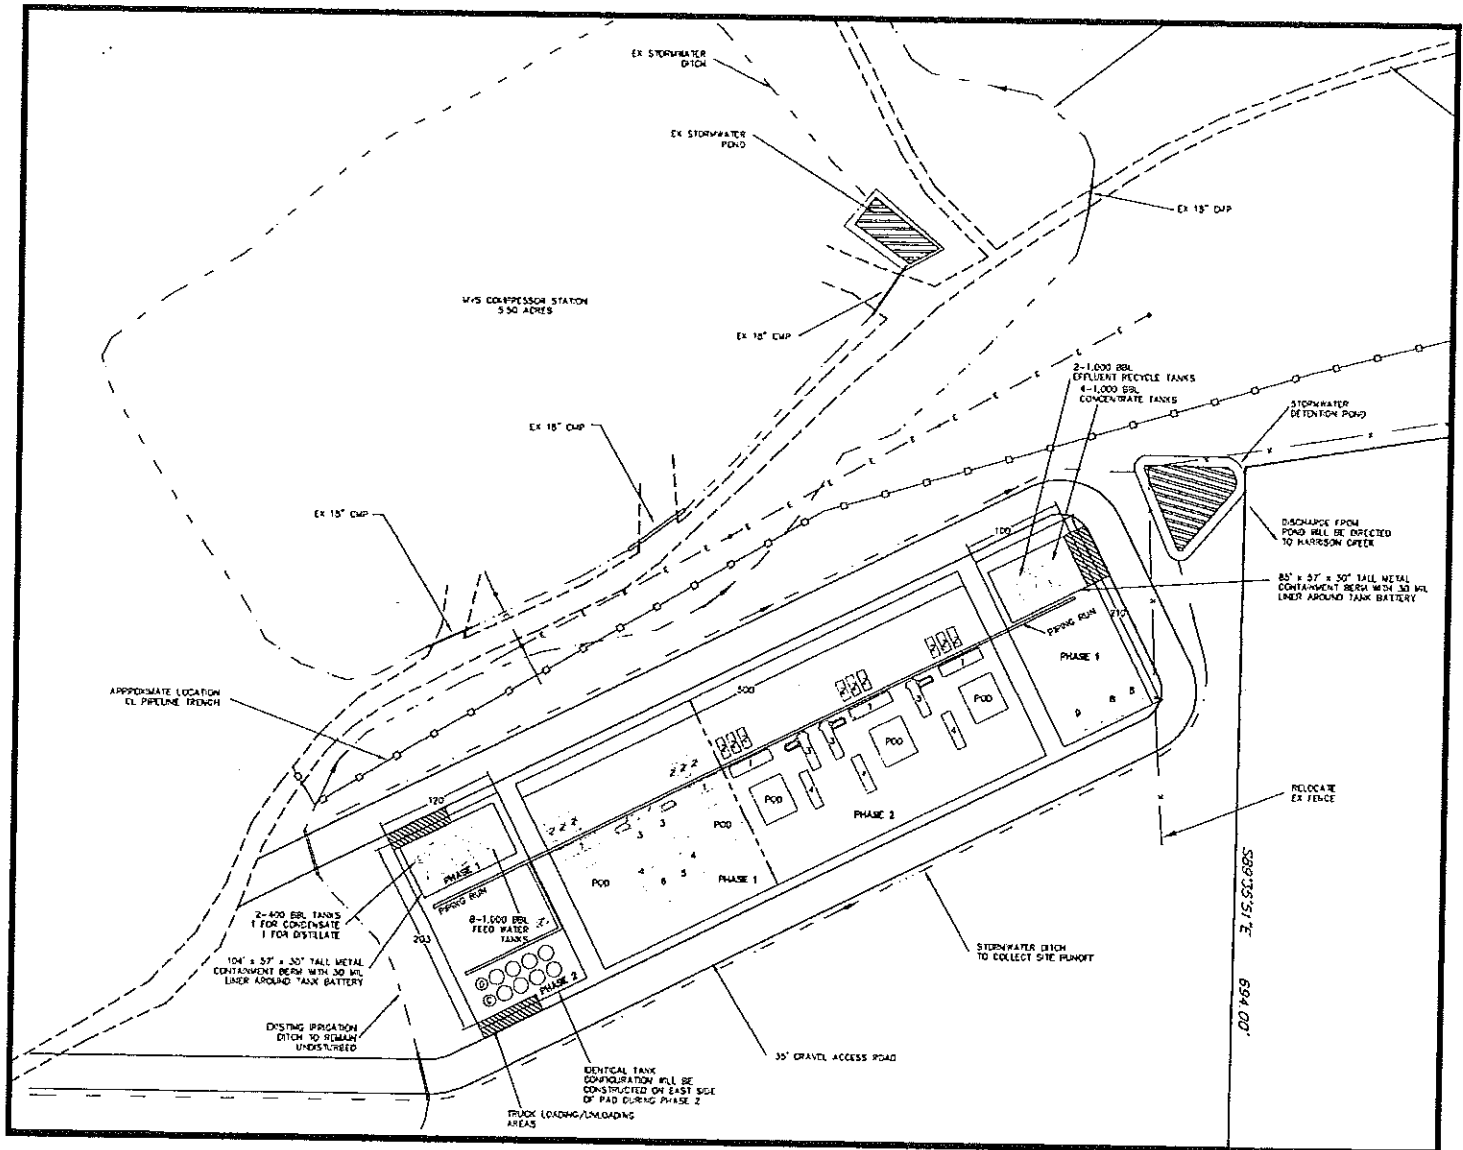 EX STORMWATER
DITCH
EX STORMWATER
POND
EX 18" CMP
MVS COMPRESSOR STATION
5.50 ACRES
EX 18" CMP
2-1,000 BBL
EFFLUENT RECYCLE TANKS
4-1,000 BBL
CONCENTRATE TANKS
STORMWATER
DETENTION POND
EX 18" CMP
EX 18" CMP
DISCHARGE FROM
POND WILL BE DIRECTED
TO HARRISON CREEK
100
85' x 57' x 30" TALL METAL
CONTAINMENT BERM WITH 30 MIL
LINER AROUND TANK BATTERY
210
PIPING RUN
PHASE 1
APPROXIMATE LOCATION
EL PIPELINE TRENCH
500
POD
POD
POD
POD
POD
PHASE 2
PHASE 1
RELOCATE
EX FENCE
120
PHASE 1
PIPING RUN
2-400 BBL TANKS
1 FOR CONDENSATE
1 FOR DISTILLATE
8-1,000 BBL
FEED WATER
TANKS
203
104' x 57' x 30" TALL METAL
CONTAINMENT BERM WITH 30 MIL
LINER AROUND TANK BATTERY
PHASE 2
STORMWATER DITCH
TO COLLECT SITE RUNOFF
S89°35'51"E 694.00'
EXISTING IRRIGATION
DITCH TO REMAIN
UNDISTURBED
35' GRAVEL ACCESS ROAD
IDENTICAL TANK
CONFIGURATION WILL BE
CONSTRUCTED ON EAST SIDE
OF PAD DURING PHASE 2
TRUCK LOADING/UNLOADING
AREAS